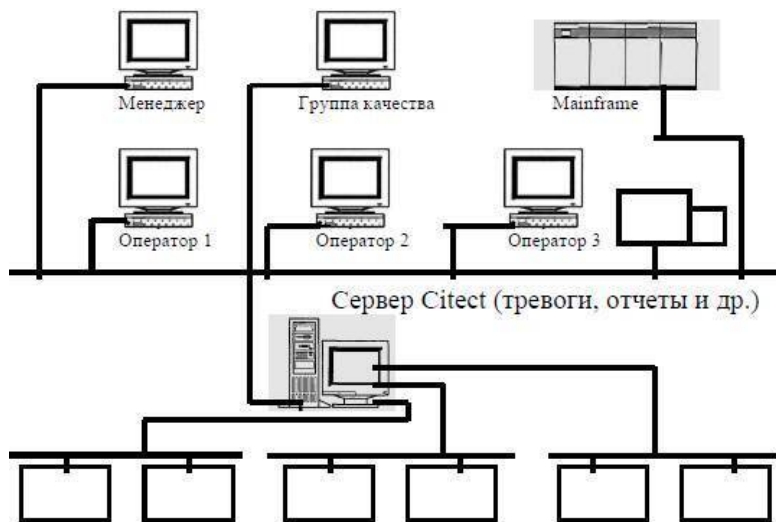 Менеджер
Группа качества
Mainframe
Оператор 1
Оператор 2
Оператор 3
Сервер Citect (тревоги, отчеты и др.)